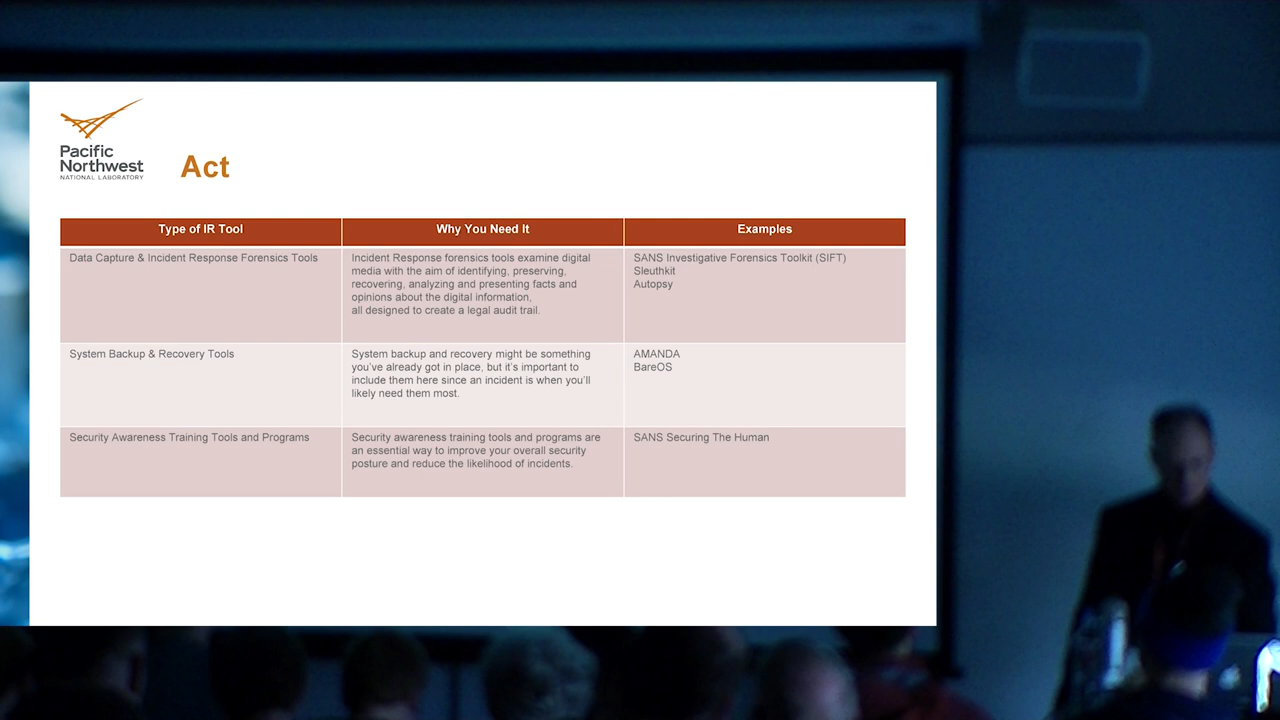 Pacific
Northwest
NATIONAL LABORATORY
Act
Type of IR Tool
Why You Need It
Examples
Data Capture & Incident Response Forensics Tools
Incident Response forensics tools examine digital
media with the aim of identifying, preserving,
recovering, analyzing and presenting facts and
opinions about the digital information,
all designed to create a legal audit trail.
SANS Investigative Forensics Toolkit (SIFT)
Sleuthkit
Autopsy
System Backup & Recovery Tools
System backup and recovery might be something
you’ve already got in place, but it’s important to
include them here since an incident is when you’ll
likely need them most.
AMANDA
BareOS
Security Awareness Training Tools and Programs
Security awareness training tools and programs are
an essential way to improve your overall security
posture and reduce the likelihood of incidents.
SANS Securing The Human